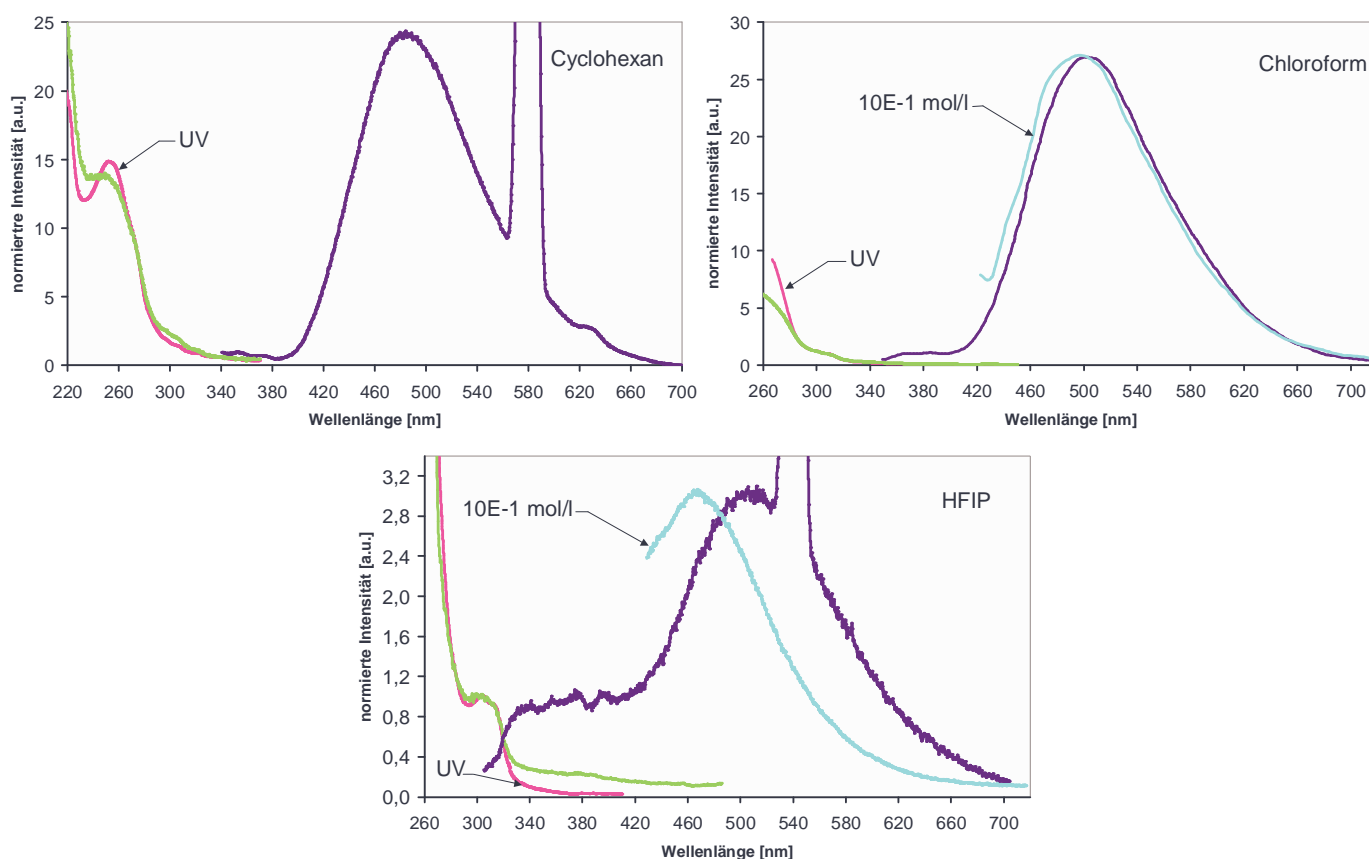 normiertre Intensität [a.u.]
25
20
15
10
5
0
Cyclohexan
UV
220 260 300 340 380 420 460 500 540 580 620 660 700
Wellenlänge [nm]
normierte Intensität [a.u.]
30
25
20
15
10
5
0
Chloroform
10E-1 mol/l
UV
260 300 340 380 420 460 500 540 580 620 660 700
Wellenlänge [nm]
normierte Intensität [a.u.]
3,2
2,8
2,4
2,0
1,6
1,2
0,8
0,4
0,0
HFIP
10E-1 mol/l
UV
260 300 340 380 420 460 500 540 580 620 660 700
Wellenlänge [nm]